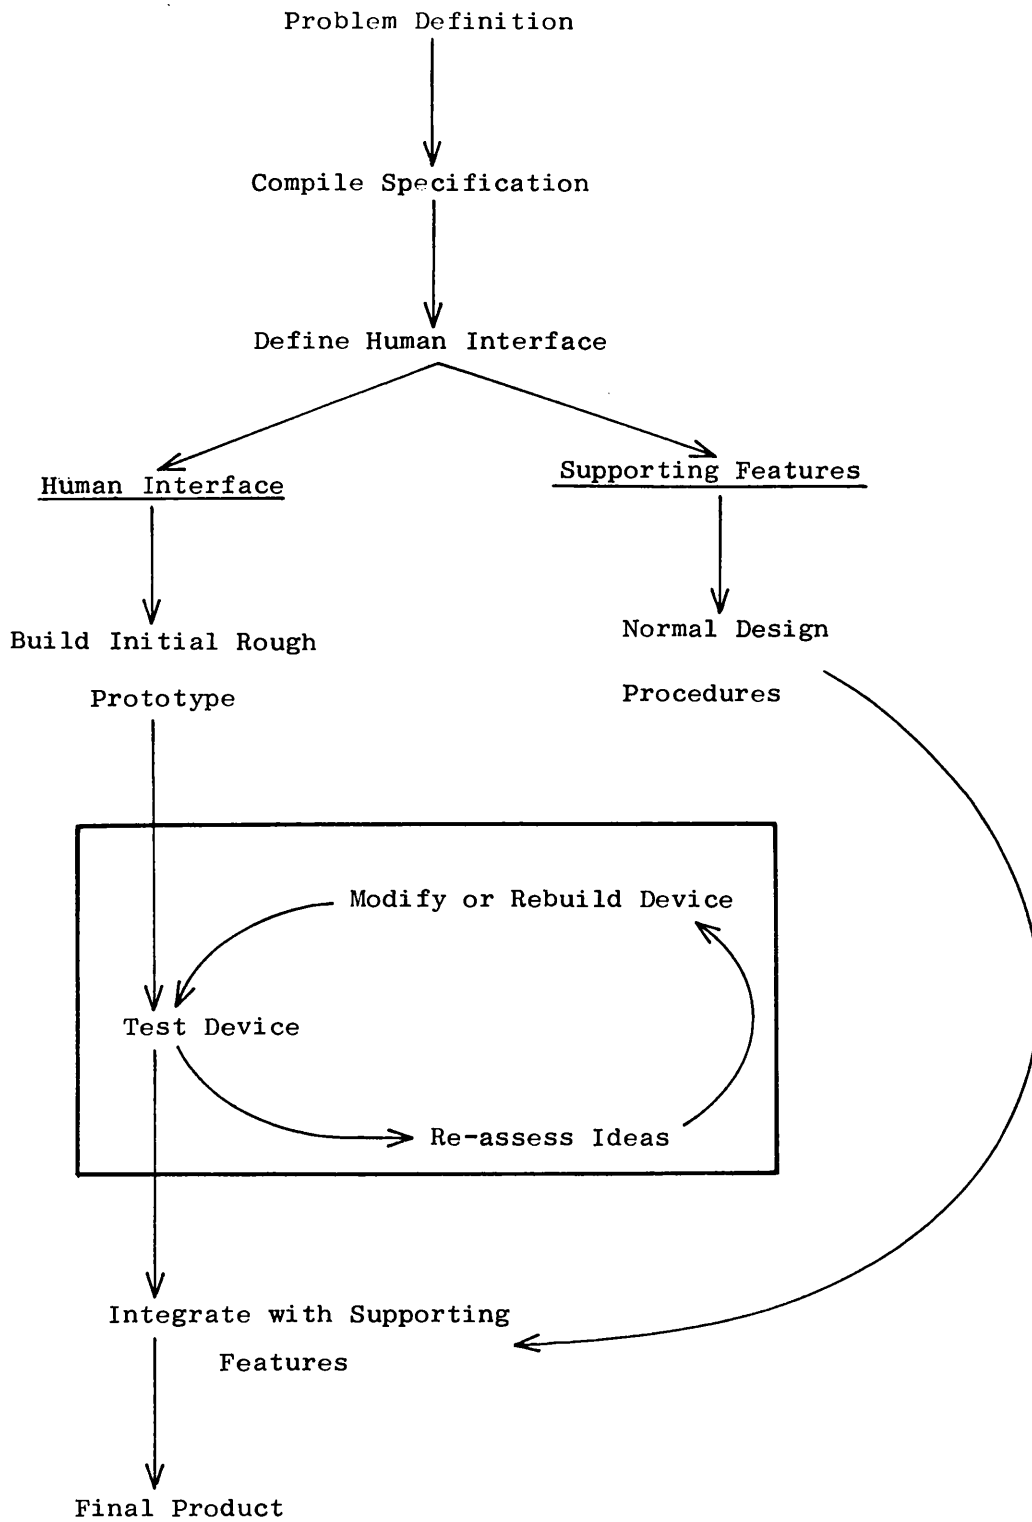 Problem Definition
Compile Specification
Define Human Interface
Human Interface
Supporting Features
Build Initial Rough
Prototype
Normal Design
Procedures
Modify or Rebuild Device
Test Device
Re-assess Ideas
Integrate with Supporting
Features
Final Product